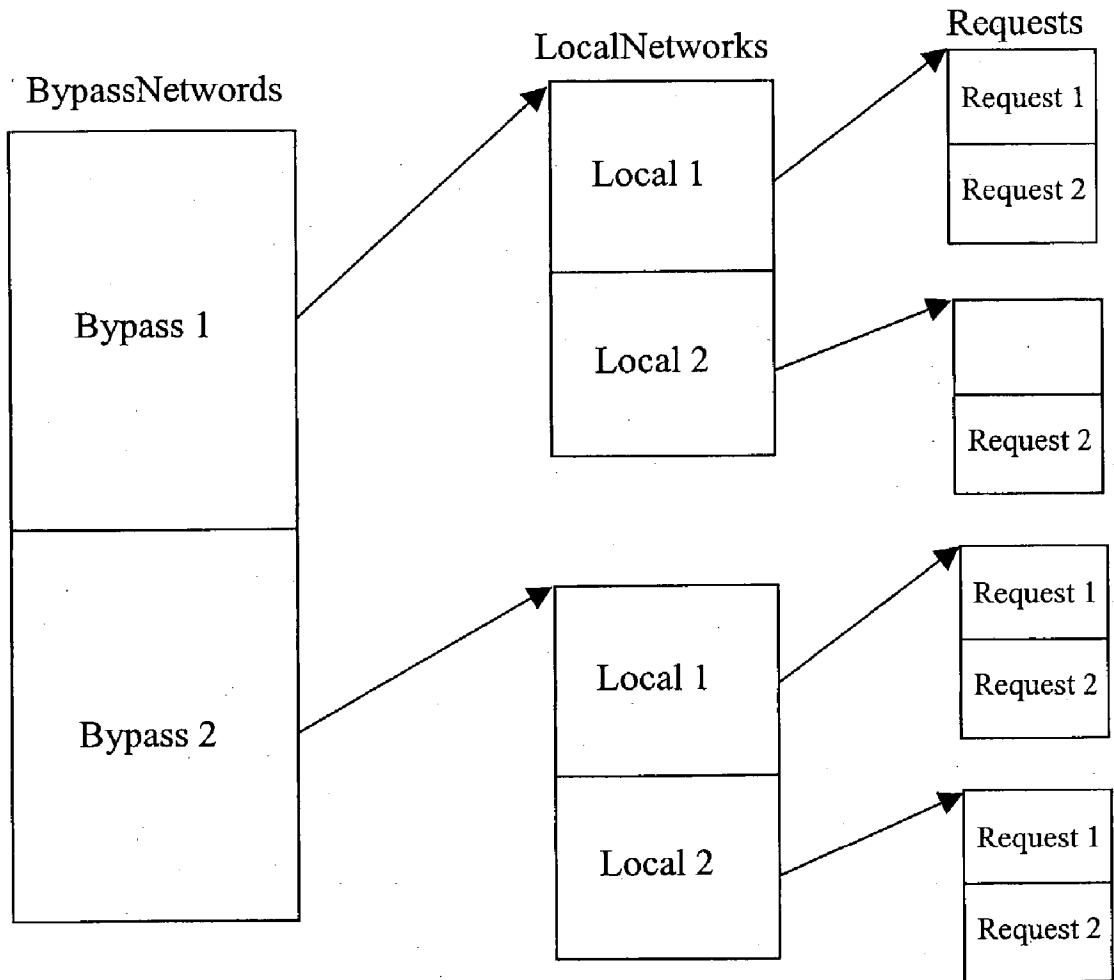 BypassNetwords
LocalNetworks
Requests
Bypass 1
Bypass 2
Local 1
Local 2
Local 1
Local 2
Request 1
Request 2
Request 2
Request 1
Request 2
Request 1
Request 2